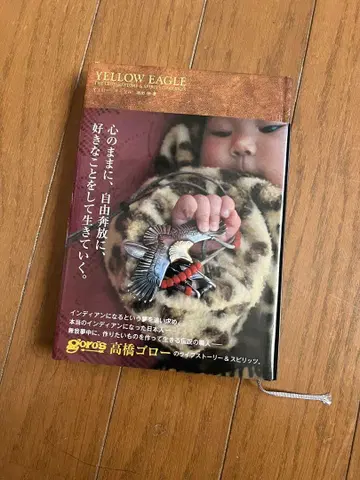 YELLOW EAGLE
心のままに、自由奔放に、
好きなことをして生きていく。
インディアンになるという夢を追い求め、
本当のインディアンになった日本人――
無我夢中に、作りたいものを作って生きる伝説の職人――
goro's 高橋ゴローのライフストーリー&スピリッツ。